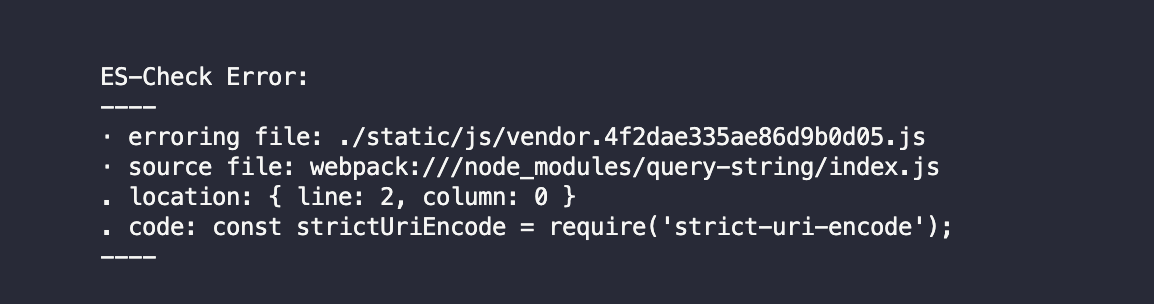 ES-Check Error:
----
· erroring file: ./static/js/vendor.4f2dae335ae86d9b0d05.js
· source file: webpack:///node_modules/query-string/index.js
. location: { line: 2, column: 0 }
. code: const strictUriEncode = require('strict-uri-encode');
----